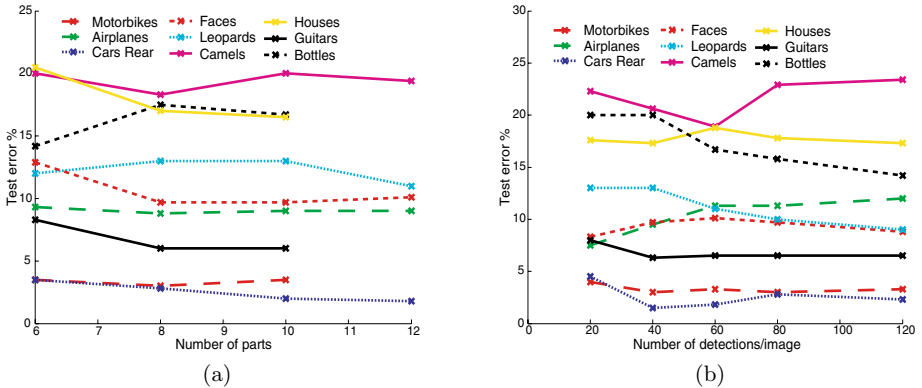 25
20
15
10
5
0
Test error %
Motorbikes
Airplanes
Cars Rear
Faces
Leopards
Camels
Houses
Guitars
Bottles
6 7 8 9 10 11 12
Number of parts
(a)
30
25
20
15
10
5
0
Test error %
Motorbikes
Airplanes
Cars Rear
Faces
Leopards
Camels
Houses
Guitars
Bottles
0 20 40 60 80 100 120
Number of detections/image
(b)